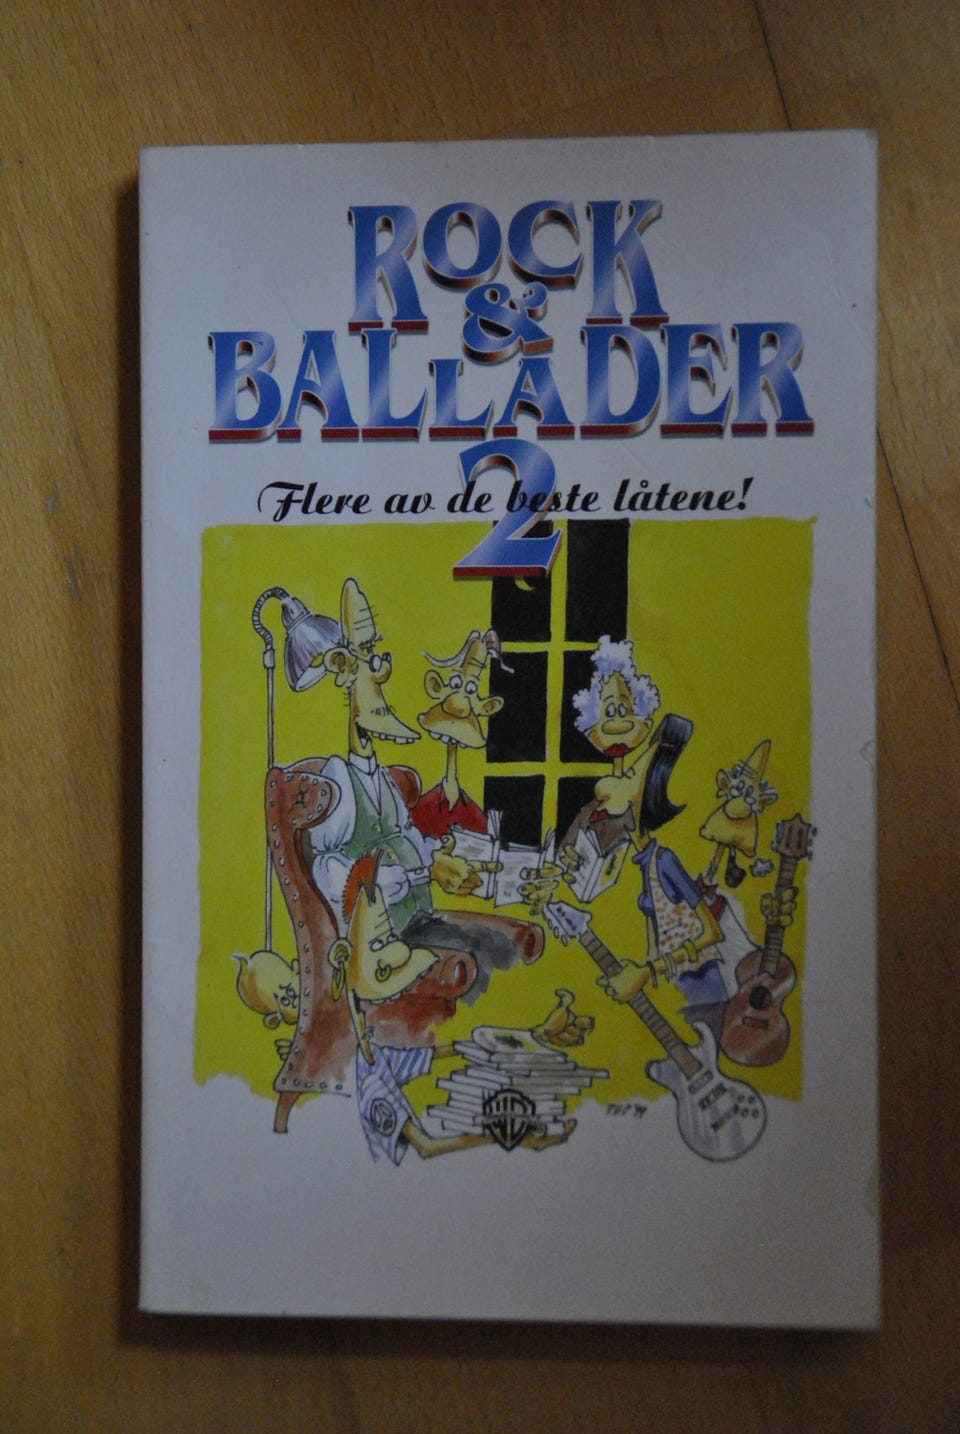 ROCK
&
BALLADER
2
Flere av de beste låtene!